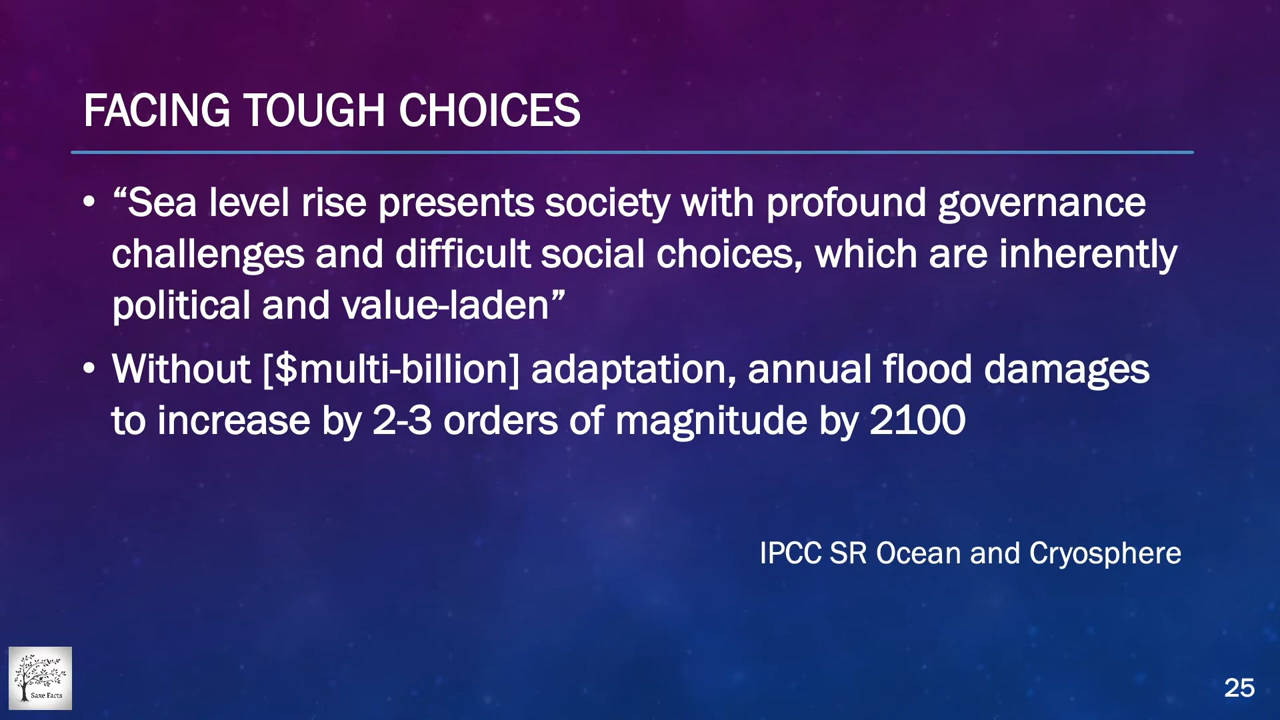 FACING TOUGH CHOICES
• “Sea level rise presents society with profound governance
challenges and difficult social choices, which are inherently
political and value-laden”
• Without [$multi-billion] adaptation, annual flood damages
to increase by 2-3 orders of magnitude by 2100
IPCC SR Ocean and Cryosphere
Saxe Facts
25